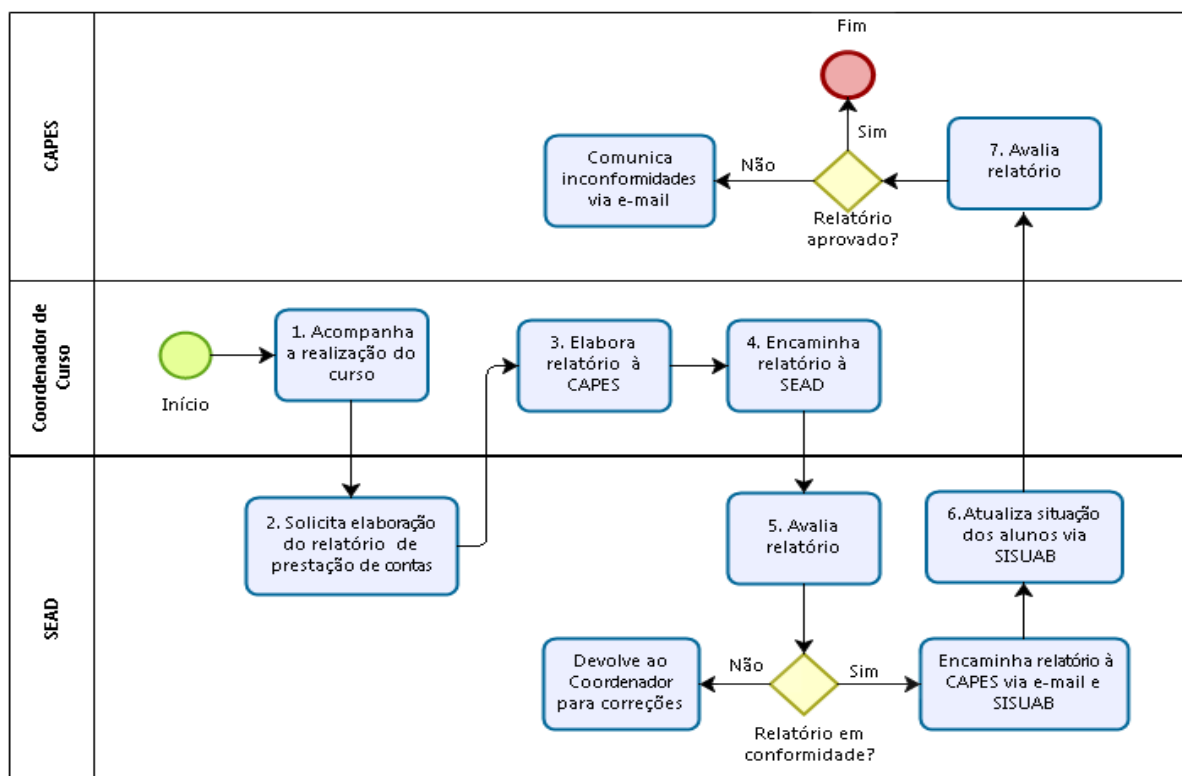 CAPES
Fim
Sim
Não
Comunica
inconformidades
via e-mail
Relatório
aprovado?
7. Avalia
relatório
Coordenador de
Curso
Início
1. Acompanha
a realização do
curso
3. Elabora
relatório à
CAPES
4. Encaminha
relatório à
SEAD
SEAD
2. Solicita elaboração
do relatório de
prestação de contas
5. Avalia
relatório
6.Atualiza situação
dos alunos via
SISUAB
Devolve ao
Coordenador
para correções
Não
Sim
Relatório em
conformidade?
Encaminha relatório à
CAPES via e-mail e
SISUAB